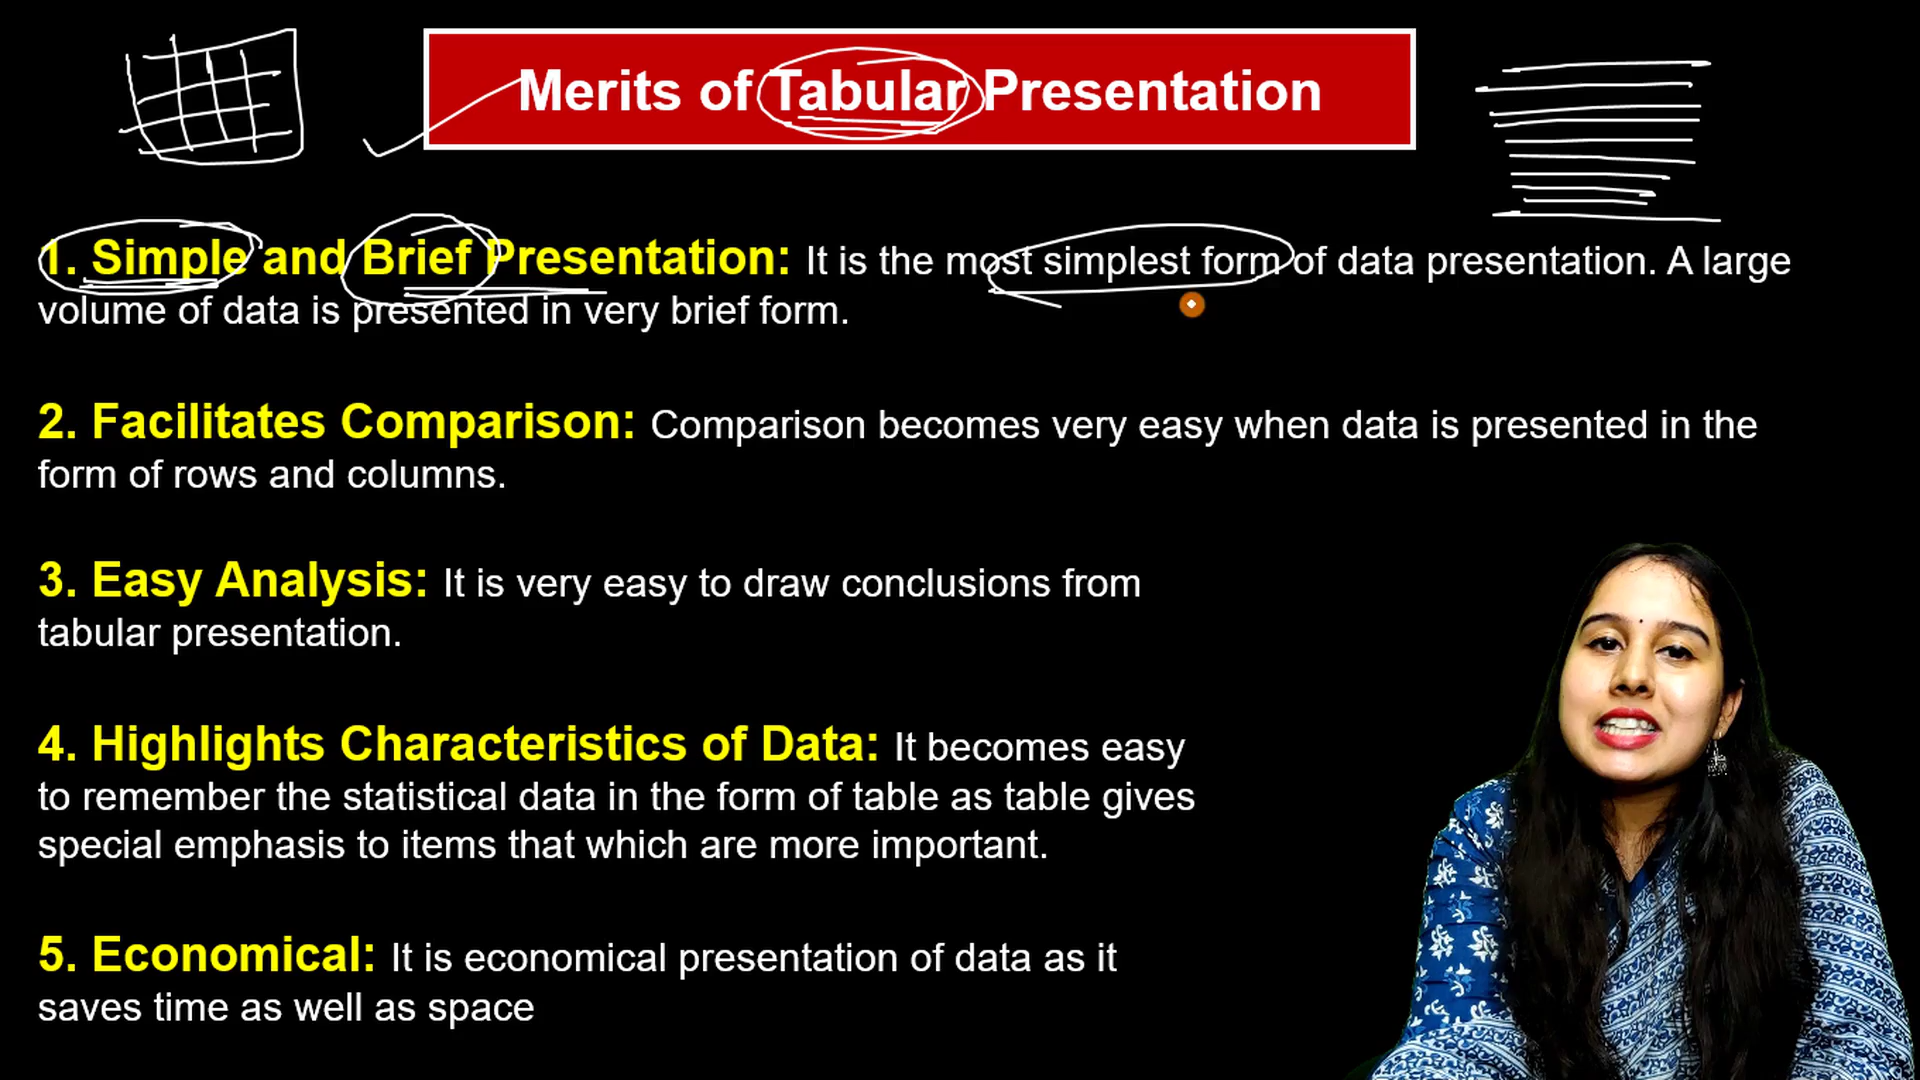 Merits of Tabular Presentation
1. Simple and Brief Presentation: It is the most simplest form of data presentation. A large
volume of data is presented in very brief form.
2. Facilitates Comparison: Comparison becomes very easy when data is presented in the
form of rows and columns.
3. Easy Analysis: It is very easy to draw conclusions from
tabular presentation.
4. Highlights Characteristics of Data: It becomes easy
to remember the statistical data in the form of table as table gives
special emphasis to items that which are more important.
5. Economical: It is economical presentation of data as it
saves time as well as space